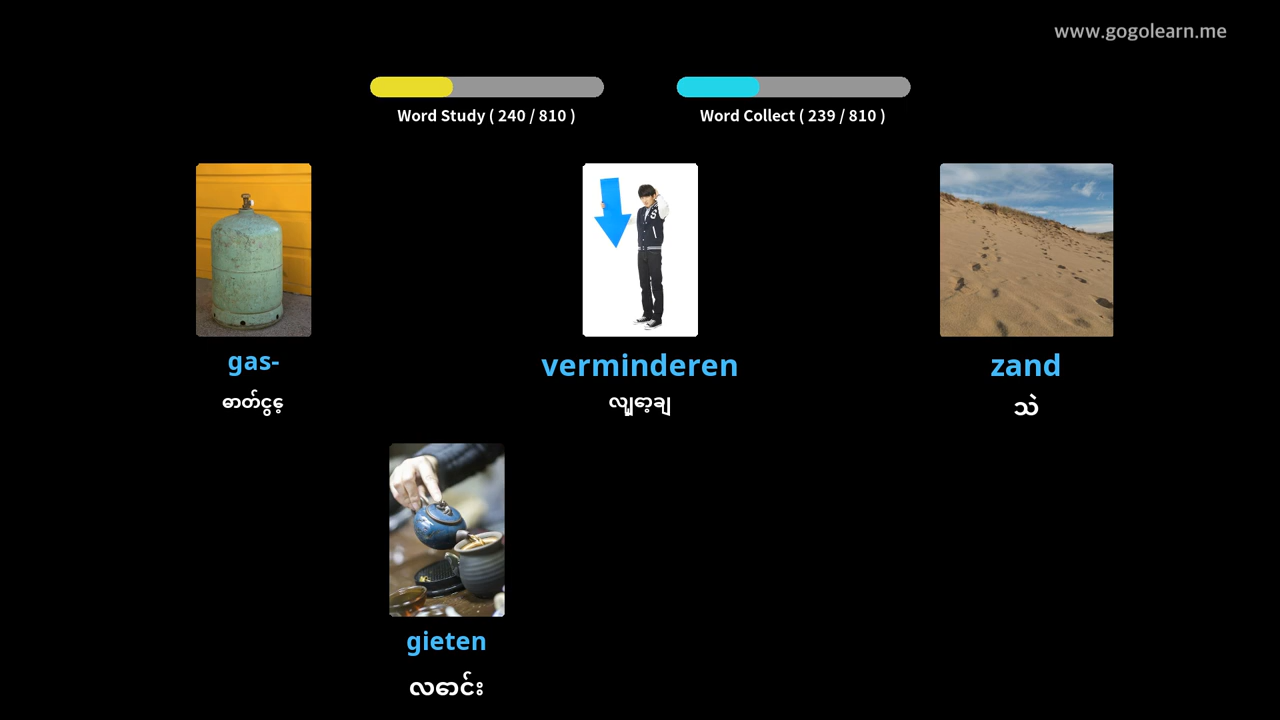 www.gogolearn.me
Word Study ( 240 / 810 )
Word Collect ( 239 / 810 )
gas-
verminderen
zand
ဓာတ်ငွေ့
လျှော့ချ
သဲ
gieten
လောင်း